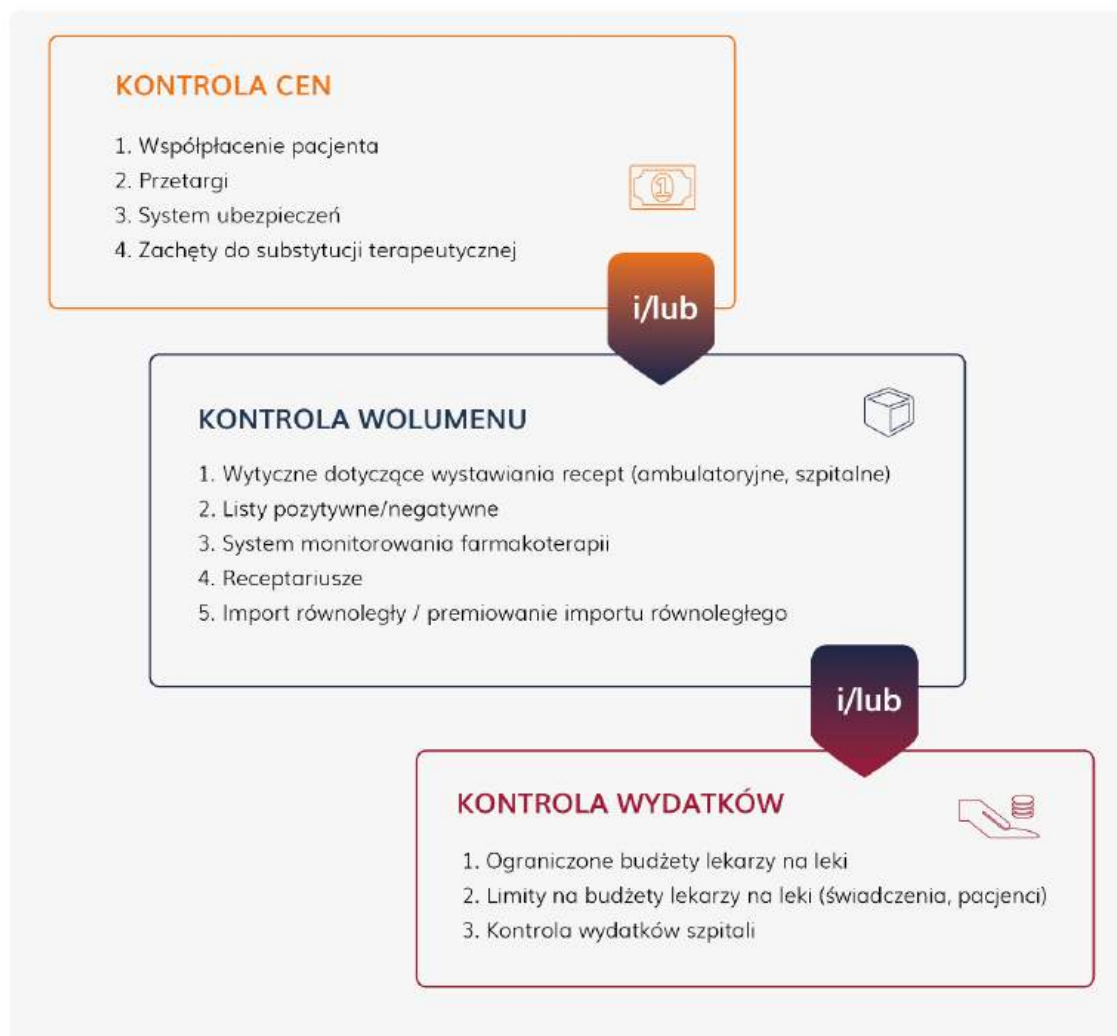 KONTROLA CEN
1. Współpłacenie pacjenta
2. Przetargi
3. System ubezpieczeń
4. Zachęty do substytucji terapeutycznej
i/lub
KONTROLA WOLUMENU
1. Wytyczne dotyczące wystawiania recept (ambulatoryjne, szpitalne)
2. Listy pozytywne/negatywne
3. System monitorowania farmakoterapii
4. Receptariusze
5. Import równoległy / premiowanie importu równoległego
i/lub
KONTROLA WYDATKÓW
1. Ograniczone budżety lekarzy na leki
2. Limity na budżety lekarzy na leki (świadczenia, pacjenci)
3. Kontrola wydatków szpitali